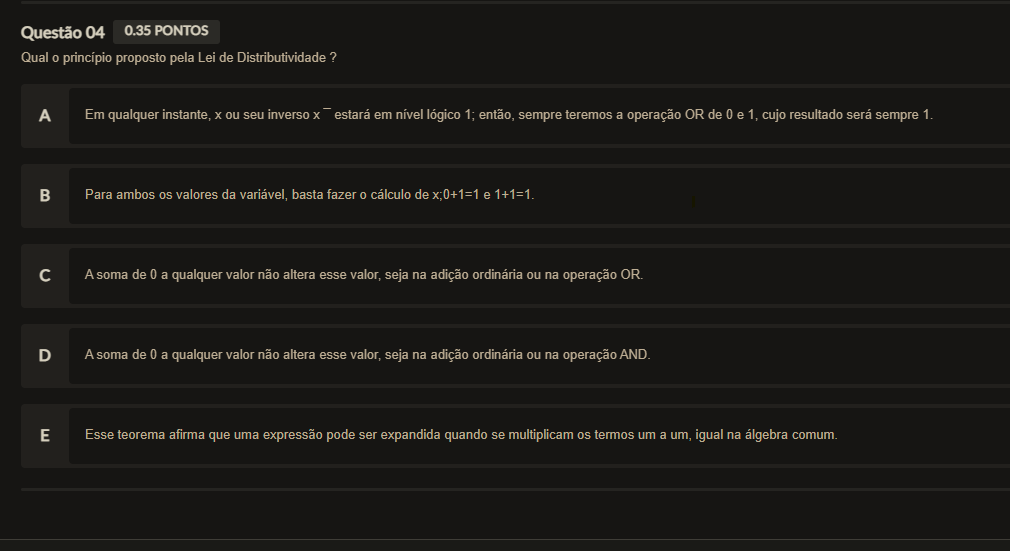 Questão 04 0.35 PONTOS
Qual o princípio proposto pela Lei de Distributividade ?
A Em qualquer instante, x ou seu inverso x ¯ estará em nível lógico 1; então, sempre teremos a operação OR de 0 e 1, cujo resultado será sempre 1.
B Para ambos os valores da variável, basta fazer o cálculo de x;0+1=1 e 1+1=1.
C A soma de 0 a qualquer valor não altera esse valor, seja na adição ordinária ou na operação OR.
D A soma de 0 a qualquer valor não altera esse valor, seja na adição ordinária ou na operação AND.
E Esse teorema afirma que uma expressão pode ser expandida quando se multiplicam os termos um a um, igual na álgebra comum.